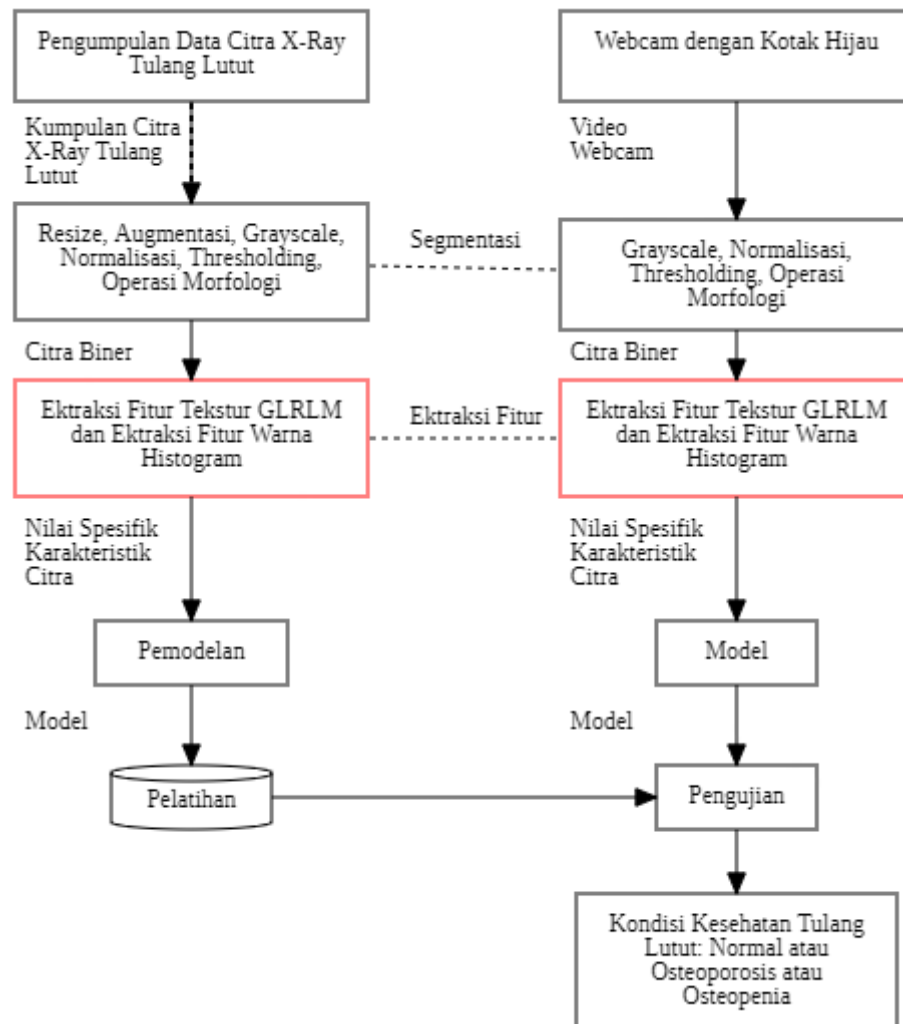 Pengumpulan Data Citra X-Ray
Tulang Lutut
Webcam dengan Kotak Hijau
Kumpulan Citra
X-Ray Tulang
Lutut
Video
Webcam
Resize, Augmentasi, Grayscale,
Normalisasi, Thresholding,
Operasi Morfologi
Segmentasi
Grayscale, Normalisasi,
Thresholding, Operasi
Morfologi
Citra Biner
Citra Biner
Ektraksi Fitur Tekstur GLRLM
dan Ektraksi Fitur Warna
Histogram
Ektraksi Fitur
Ektraksi Fitur Tekstur GLRLM
dan Ektraksi Fitur Warna
Histogram
Nilai Spesifik
Karakteristik
Citra
Nilai Spesifik
Karakteristik
Citra
Pemodelan
Model
Model
Model
Pelatihan
Pengujian
Kondisi Kesehatan Tulang
Lutut: Normal atau
Osteoporosis atau
Osteopenia